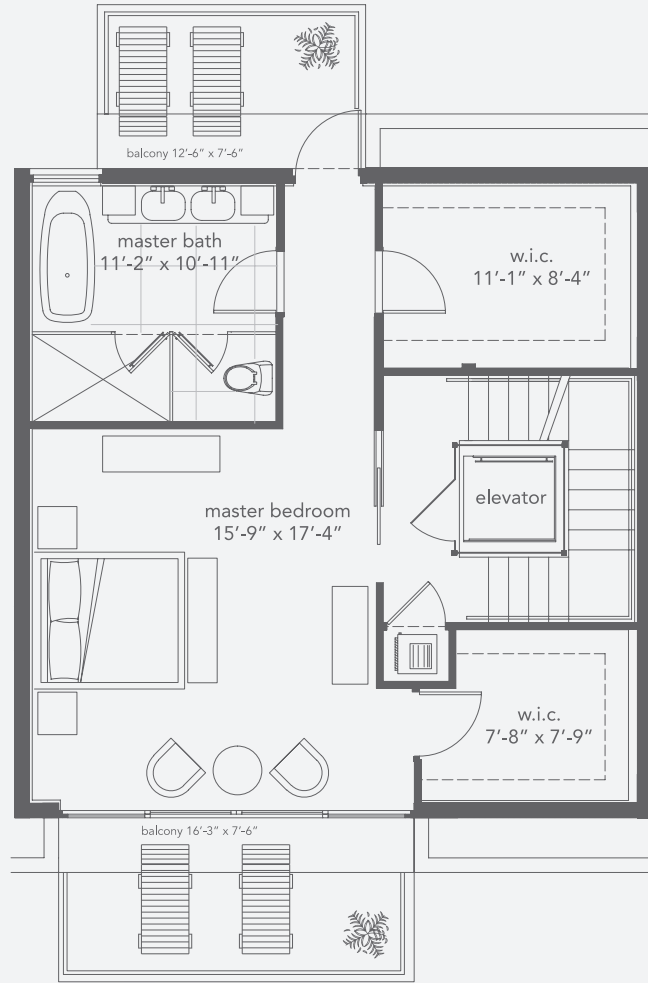 balcony 12'-6” x 7'-6”
master bath
11'-2” x 10'-11”
w.i.c.
11'-1” x 8'-4”
elevator
master bedroom
15'-9” x 17'-4”
w.i.c.
7'-8” x 7'-9”
balcony 16'-3” x 7'-6”